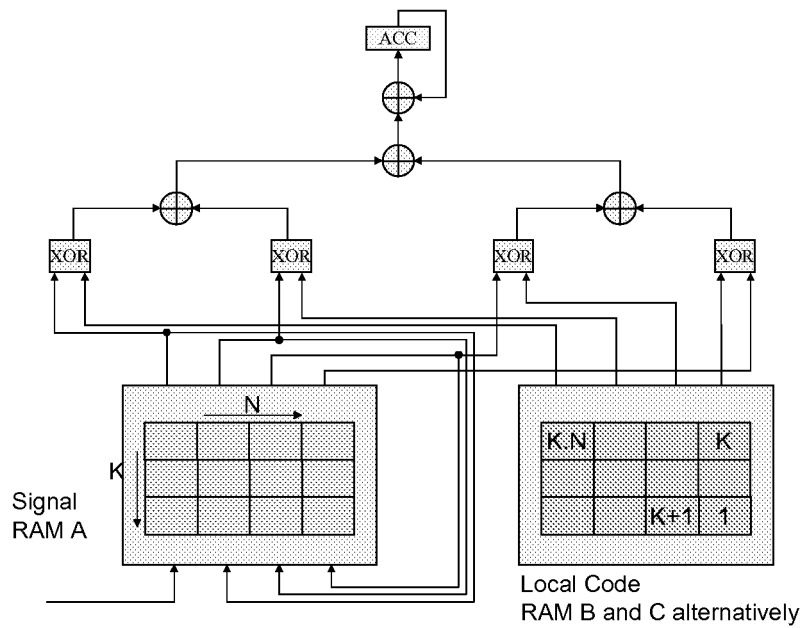 ACC
XOR
XOR
XOR
XOR
N
K
K.N
K
K+1
1
Signal
RAM A
Local Code
RAM B and C alternatively